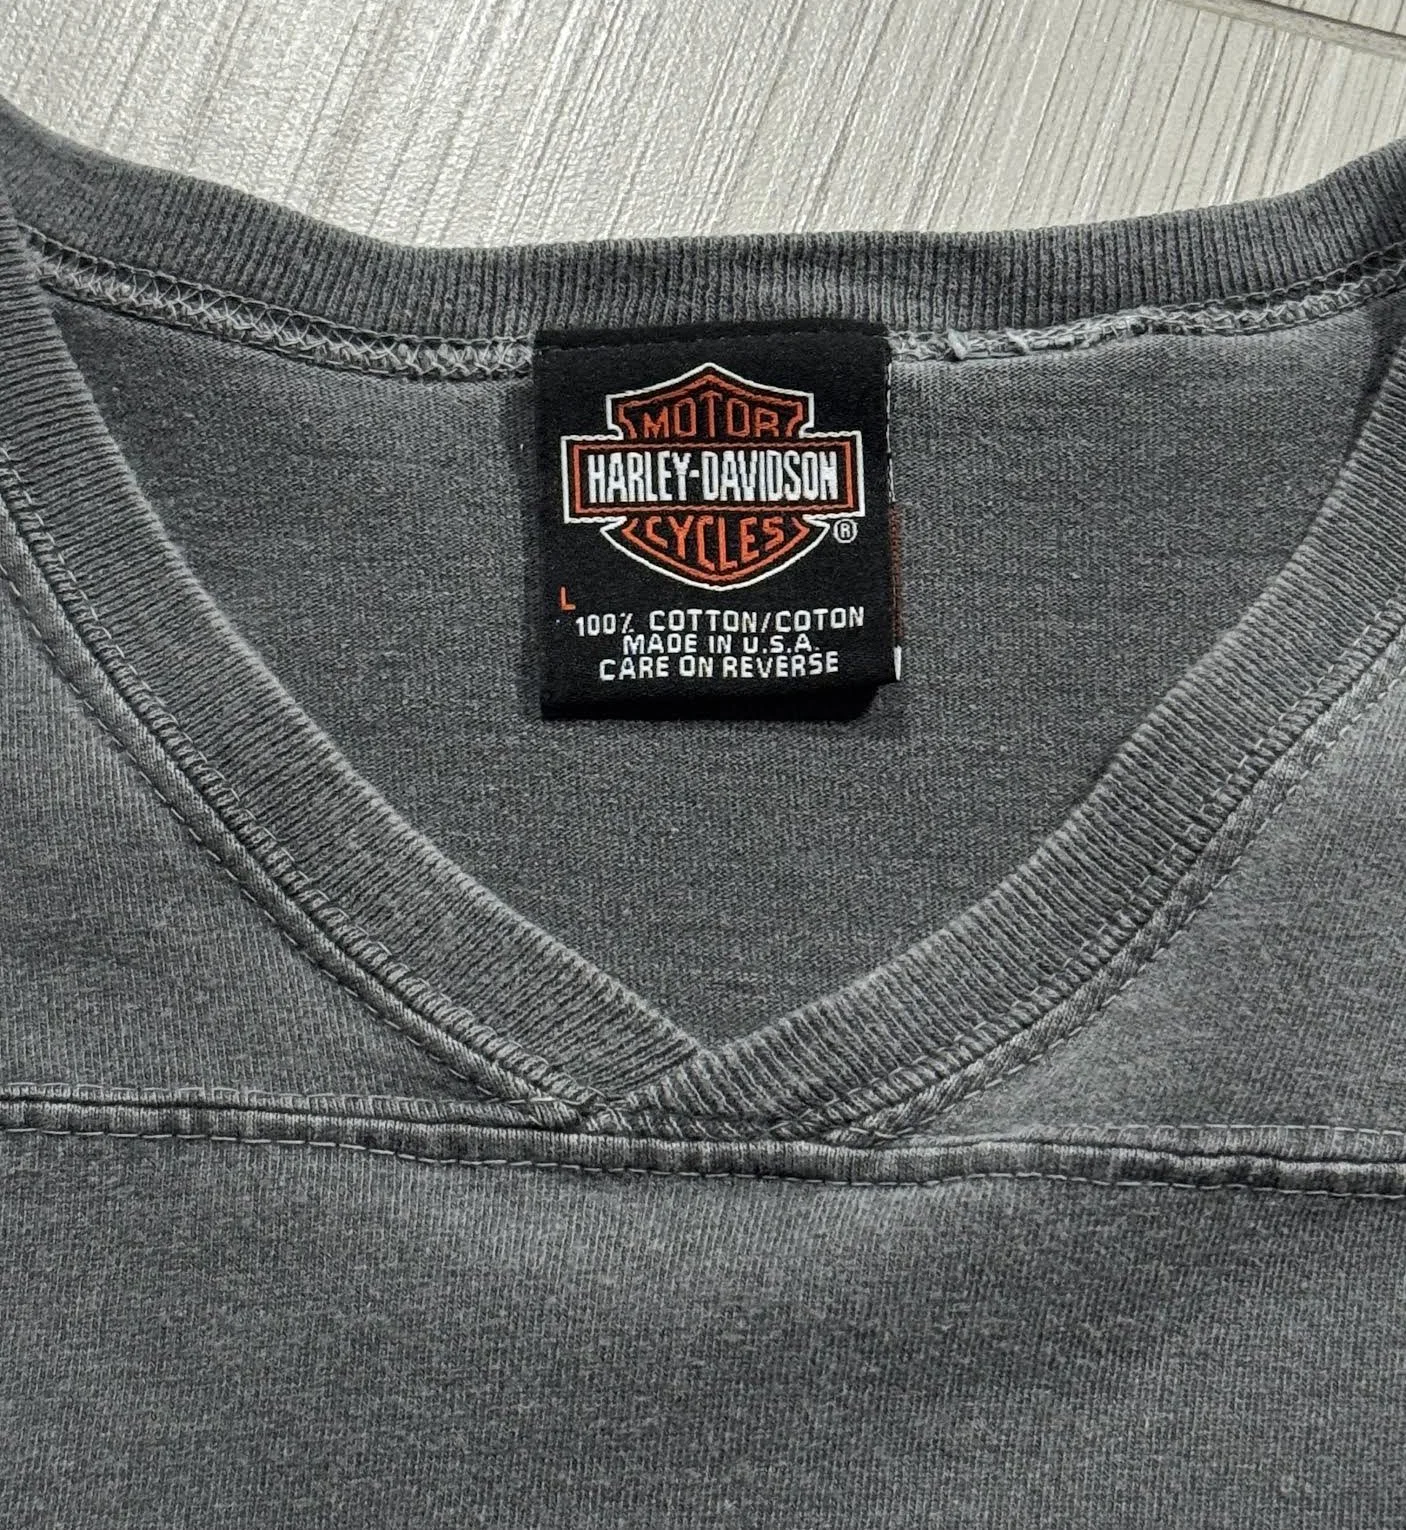 MOTOR
HARLEY-DAVIDSON
CYCLES
®
L
100% COTTON/COTON
MADE IN U.S.A.
CARE ON REVERSE